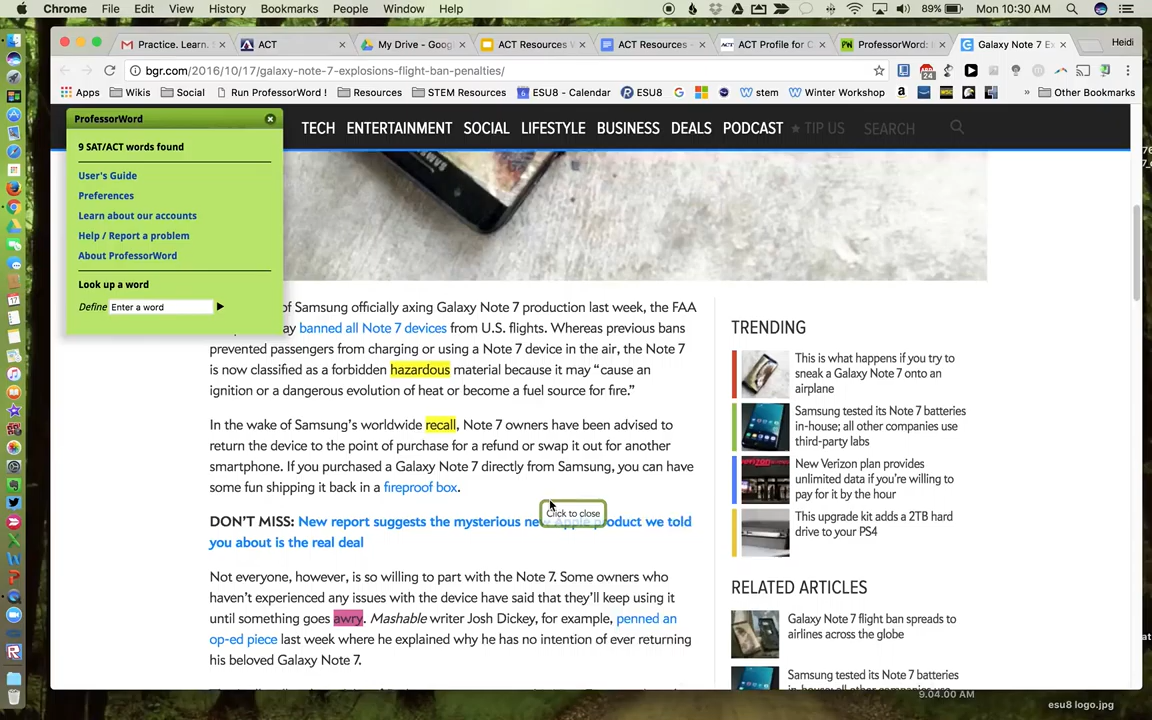 Chrome File Edit View History Bookmarks People Window Help 89% Mon 10:30 AM
Practice. Learn. ACT My Drive - Goog ACT Resources W ACT Resources - ACT ACT Profile for C PW ProfessorWord: Galaxy Note 7 Ex Heidi
bgr.com/2016/10/17/galaxy-note-7-explosions-flight-ban-penalties/ 24
Apps Wikis Social Run ProfessorWord ! Resources STEM Resources ESU8 - Calendar ESU8 stem Winter Workshop » Other Bookmarks
TECH ENTERTAINMENT SOCIAL LIFESTYLE BUSINESS DEALS PODCAST TIP US SEARCH
ProfessorWord
9 SAT/ACT words found
User's Guide
Preferences
Learn about our accounts
Help / Report a problem
About ProfessorWord
Look up a word
Define Enter a word
SAMSUNG
of Samsung officially axing Galaxy Note 7 production last week, the FAA
ay banned all Note 7 devices from U.S. flights. Whereas previous bans
prevented passengers from charging or using a Note 7 device in the air, the Note 7
is now classified as a forbidden hazardous material because it may “cause an
ignition or a dangerous evolution of heat or become a fuel source for fire.”
In the wake of Samsung’s worldwide recall, Note 7 owners have been advised to
return the device to the point of purchase for a refund or swap it out for another
smartphone. If you purchased a Galaxy Note 7 directly from Samsung, you can have
some fun shipping it back in a fireproof box.
Click to close
DON’T MISS: New report suggests the mysterious new Apple product we told
you about is the real deal
Not everyone, however, is so willing to part with the Note 7. Some owners who
haven’t experienced any issues with the device have said that they’ll keep using it
until something goes awry. Mashable writer Josh Dickey, for example, penned an
op-ed piece last week where he explained why he has no intention of ever returning
his beloved Galaxy Note 7.
TRENDING
This is what happens if you try to
sneak a Galaxy Note 7 onto an
airplane
Samsung tested its Note 7 batteries
in-house; all other companies use
third-party labs
New Verizon plan provides
unlimited data if you’re willing to
pay for it by the hour
This upgrade kit adds a 2TB hard
drive to your PS4
RELATED ARTICLES
Galaxy Note 7 flight ban spreads to
airlines across the globe
Samsung tested its Note 7 batteries
in-house; all other companies use
9.04.00 AM
esu8 logo.jpg